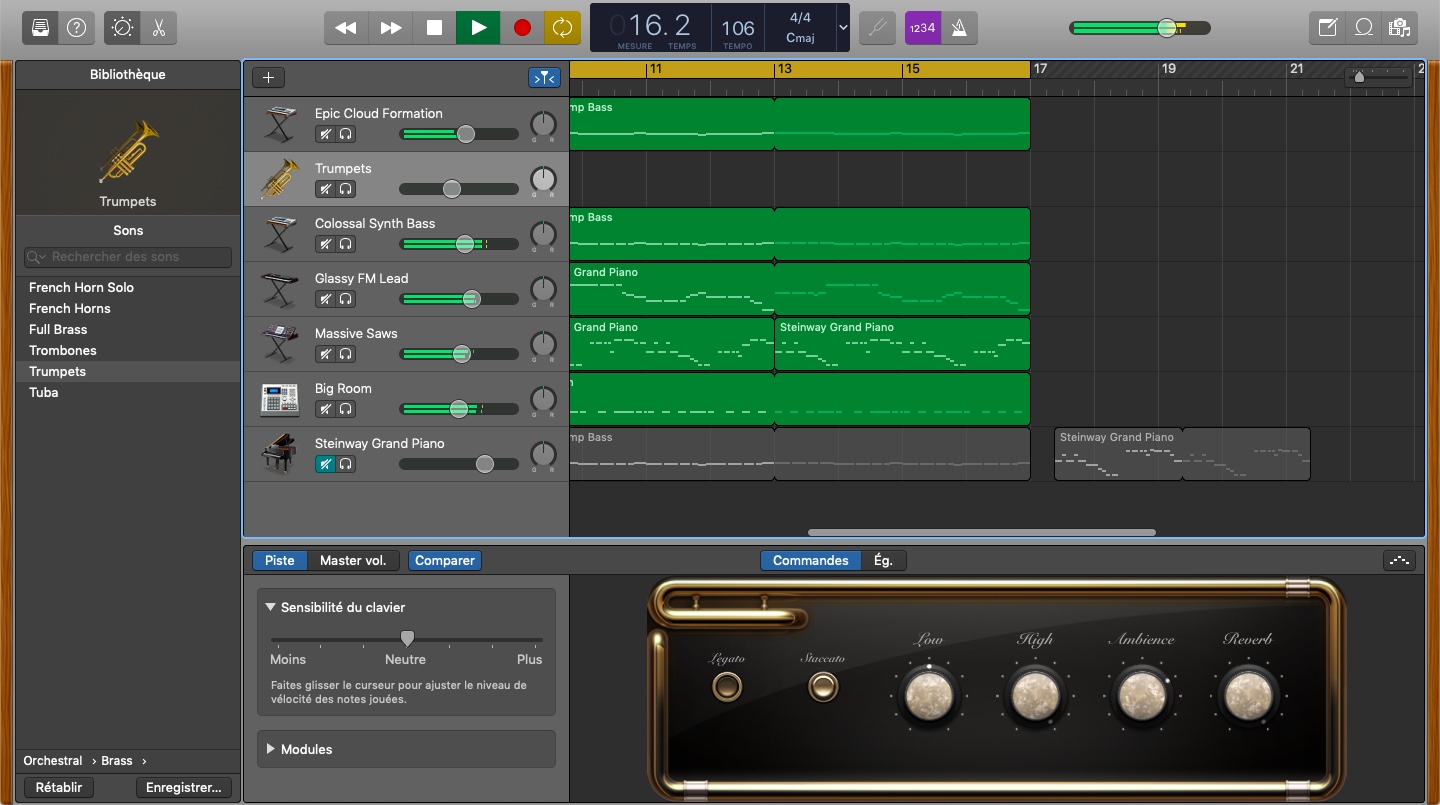 016.2
MESURE TEMPS
106
TEMPO
4/4
Cmaj
1234
Bibliothèque
Trumpets
Sons
Rechercher des sons
French Horn Solo
French Horns
Full Brass
Trombones
Trumpets
Tuba
Orchestral › Brass ›
Rétablir
Enregistrer...
11 13 15 17 19 21 2
Epic Cloud Formation
G R
mp Bass
Trumpets
G R
Colossal Synth Bass
G R
mp Bass
Glassy FM Lead
G R
Grand Piano
Massive Saws
G R
Grand Piano
Steinway Grand Piano
Big Room
G R
Steinway Grand Piano
G R
mp Bass
Steinway Grand Piano
Piste
Master vol.
Comparer
Commandes
Ég.
Sensibilité du clavier
Moins
Neutre
Plus
Faites glisser le curseur pour ajuster le niveau de
vélocité des notes jouées.
Modules
Legato
Staccato
Low
High
Ambience
Reverb